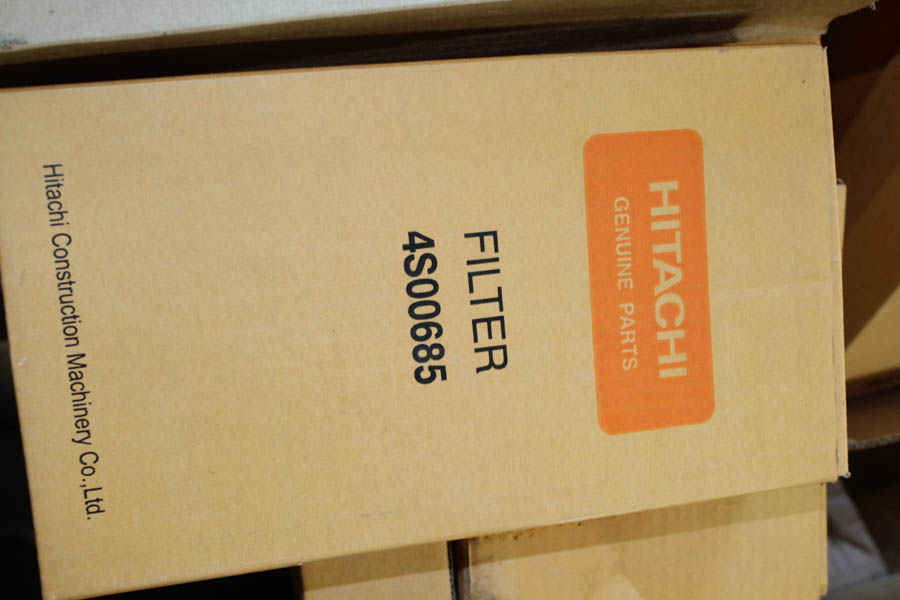 HITACHI
GENUINE PARTS
FILTER
4S00685
Hitachi Construction Machinery Co.,Ltd.